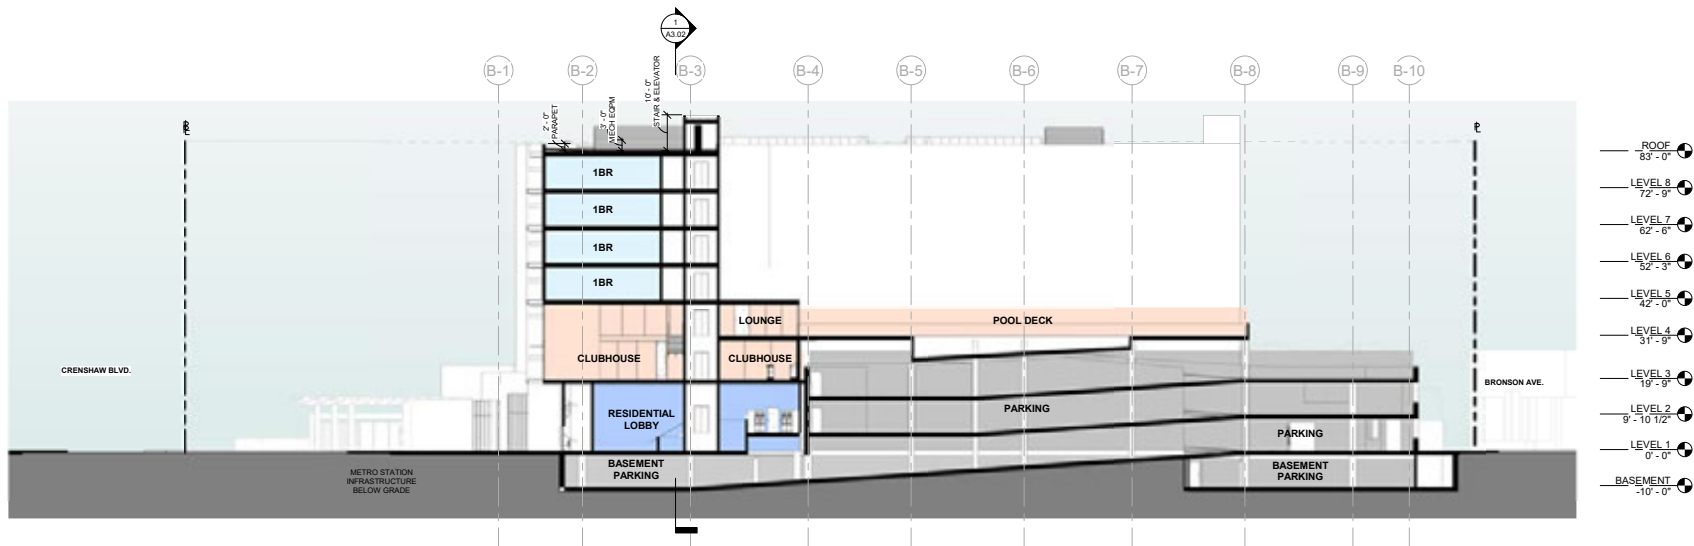 1
A3.02
B-1
B-2
B-3
B-4
B-5
B-6
B-7
B-8
B-9
B-10
2' - 0"
PARAPET
3' - 0"
MECH EQPM
10' - 0"
STAIR & ELEVATOR
PL
PL
ROOF
83' - 0"
1BR
LEVEL 8
72' - 9"
1BR
LEVEL 7
62' - 6"
1BR
LEVEL 6
52' - 3"
1BR
LEVEL 5
42' - 0"
LOUNGE
POOL DECK
LEVEL 4
31' - 9"
CLUBHOUSE
CLUBHOUSE
CRENSHAW BLVD.
BRONSON AVE.
LEVEL 3
19' - 9"
RESIDENTIAL
LOBBY
PARKING
LEVEL 2
9' - 10 1/2"
PARKING
LEVEL 1
0' - 0"
BASEMENT
PARKING
BASEMENT
PARKING
METRO STATION
INFRASTRUCTURE
BELOW GRADE
BASEMENT
-10' - 0"